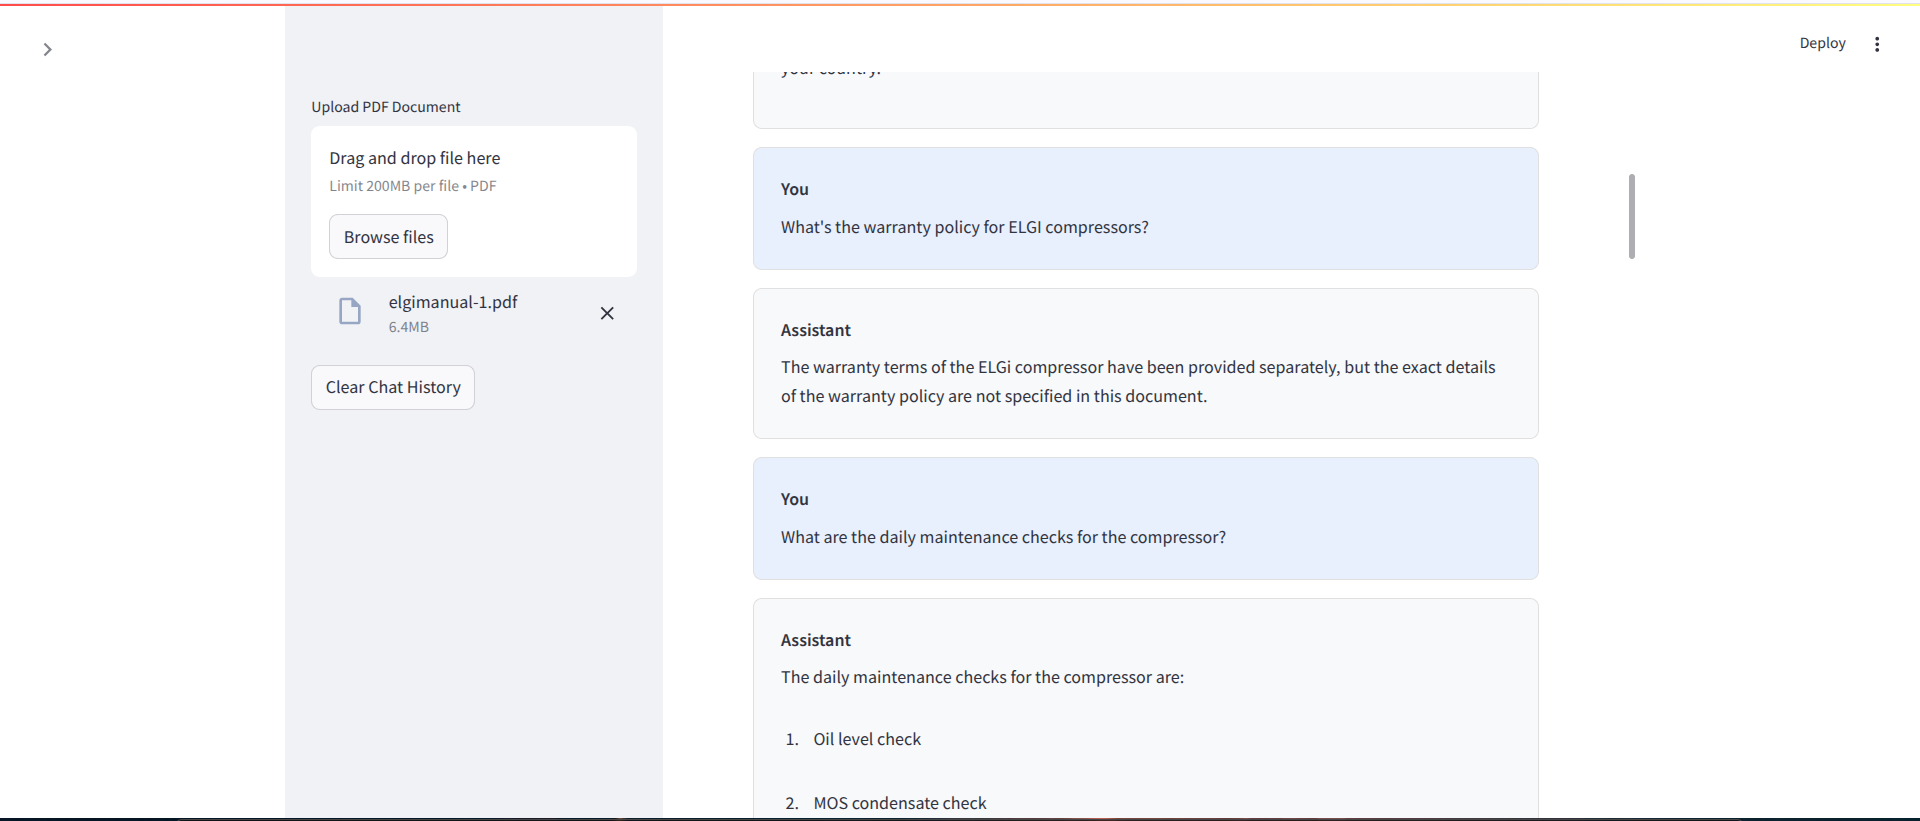 Deploy
Upload PDF Document
Drag and drop file here
Limit 200MB per file • PDF
Browse files
elgimanual-1.pdf
6.4MB
Clear Chat History
your country.
You
What's the warranty policy for ELGI compressors?
Assistant
The warranty terms of the ELGi compressor have been provided separately, but the exact details
of the warranty policy are not specified in this document.
You
What are the daily maintenance checks for the compressor?
Assistant
The daily maintenance checks for the compressor are:
1. Oil level check
2. MOS condensate check